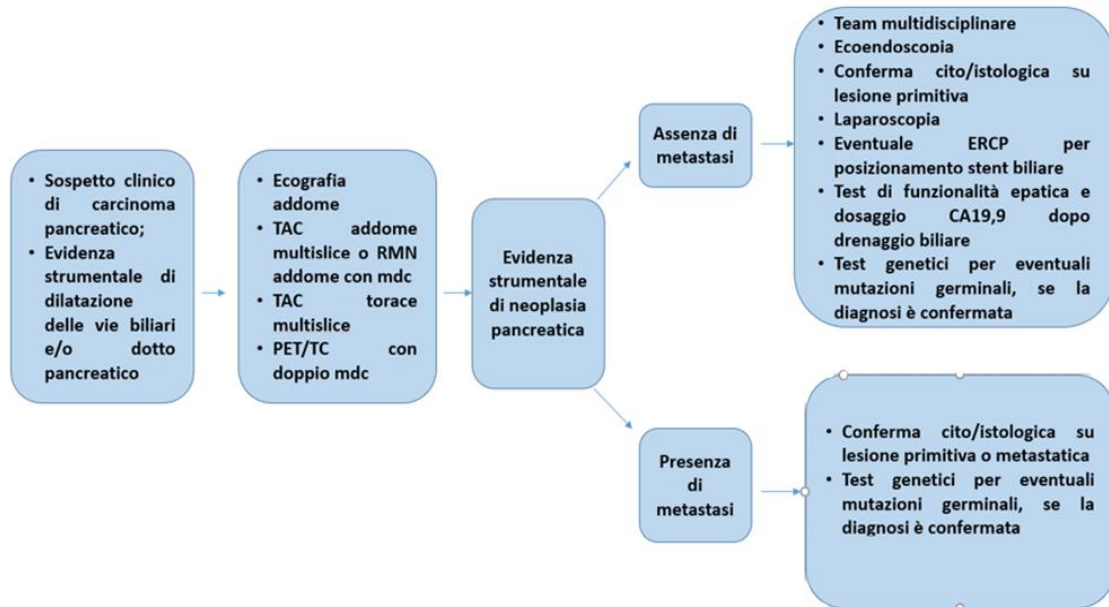 • Sospetto clinico
di carcinoma
pancreatico;
• Evidenza
strumentale di
dilatazione
delle vie biliari
e/o dotto
pancreatico
• Ecografia
addome
• TAC addome
multislice o RMN
addome con mdc
• TAC torace
multislice
• PET/TC con
doppio mdc
Evidenza
strumentale
di neoplasia
pancreatica
Assenza di
metastasi
• Team multidisciplinare
• Ecoendoscopia
• Conferma cito/istologica su
lesione primitiva
• Laparoscopia
• Eventuale ERCP per
posizionamento stent biliare
• Test di funzionalità epatica e
dosaggio CA19,9 dopo
drenaggio biliare
• Test genetici per eventuali
mutazioni germinali, se la
diagnosi è confermata
Presenza
di
metastasi
• Conferma cito/istologica su
lesione primitiva o metastatica
• Test genetici per eventuali
mutazioni germinali, se la
diagnosi è confermata